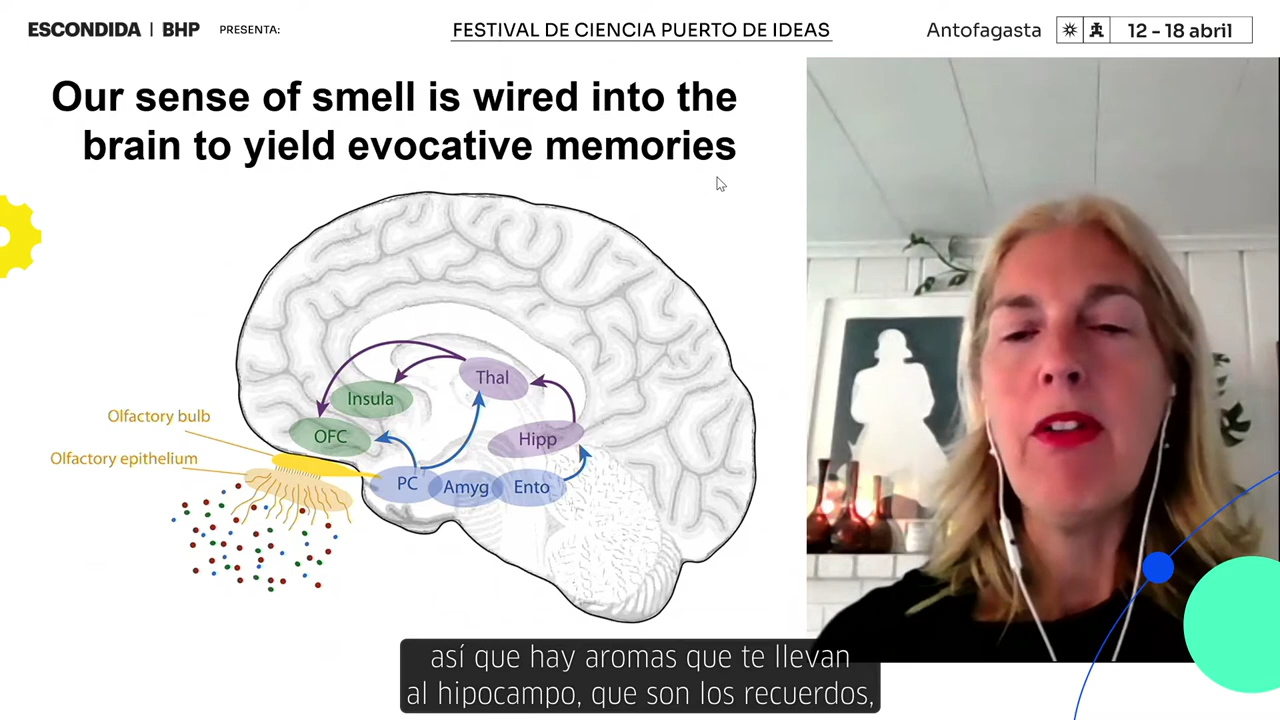 ESCONDIDA | BHP PRESENTA:
FESTIVAL DE CIENCIA PUERTO DE IDEAS
Antofagasta
12 - 18 abril
Our sense of smell is wired into the
brain to yield evocative memories
Thal
Insula
Olfactory bulb
OFC
Hipp
Olfactory epithelium
PC
Amyg
Ento
así que hay aromas que te llevan
al hipocampo, que son los recuerdos,